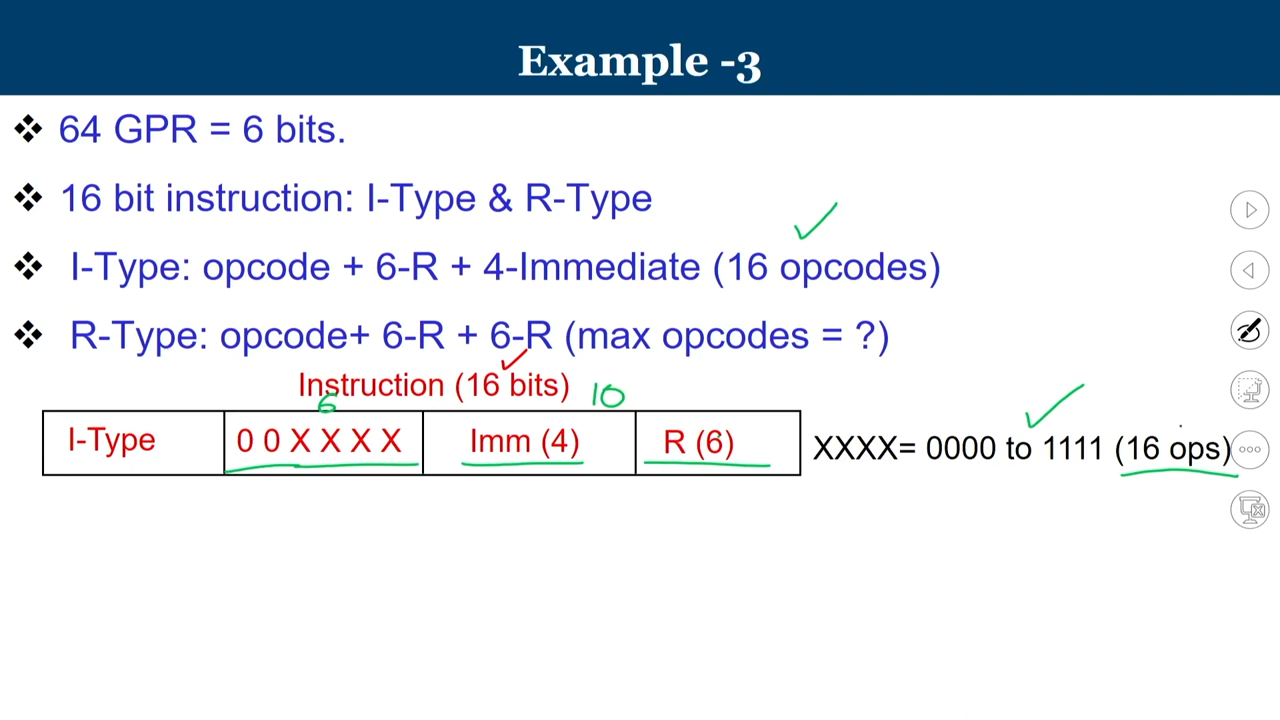 Example -3
❖ 64 GPR = 6 bits.
❖ 16 bit instruction: I-Type & R-Type
❖ I-Type: opcode + 6-R + 4-Immediate (16 opcodes)
❖ R-Type: opcode+ 6-R + 6-R (max opcodes = ?)
Instruction (16 bits)
6 10
I-Type 0 0 X X X X Imm (4) R (6) XXXX= 0000 to 1111 (16 ops)